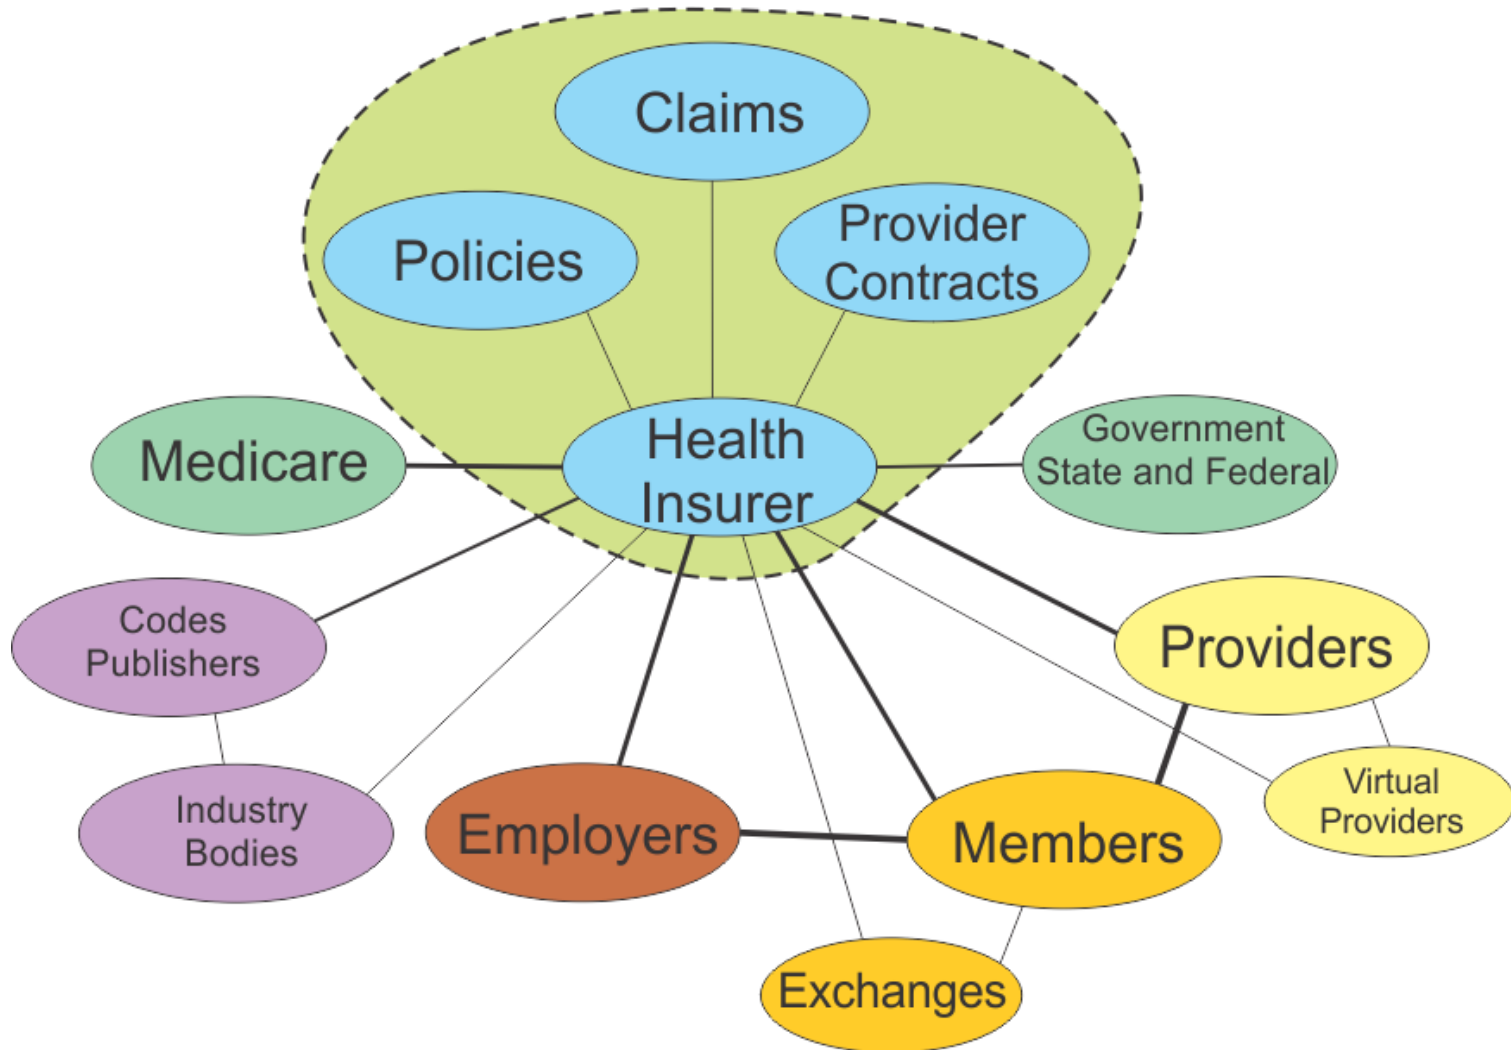 Claims
Policies
Provider
Contracts
Medicare
Health
Insurer
Government
State and Federal
Codes
Publishers
Providers
Industry
Bodies
Employers
Members
Virtual
Providers
Exchanges